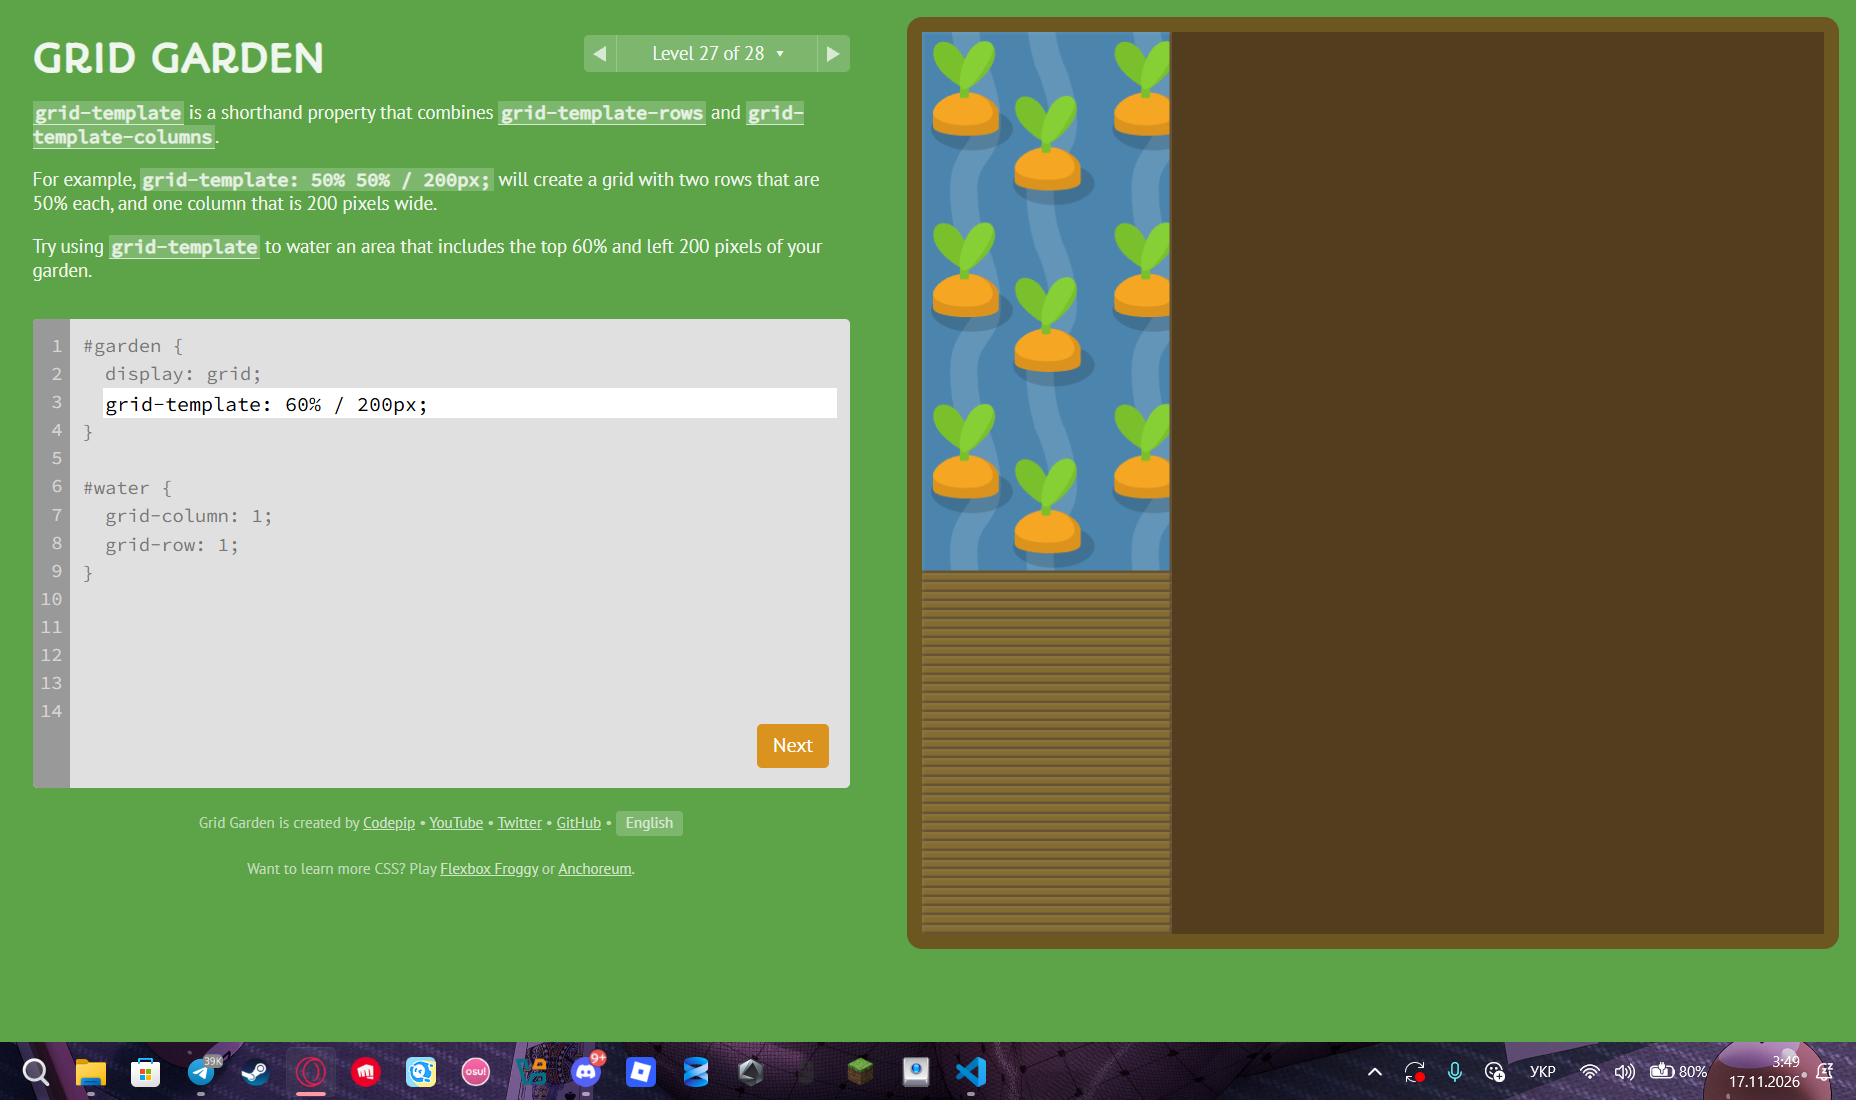 GRID GARDEN
Level 27 of 28
grid-template is a shorthand property that combines grid-template-rows and grid-
template-columns.
For example, grid-template: 50% 50% / 200px; will create a grid with two rows that are
50% each, and one column that is 200 pixels wide.
Try using grid-template to water an area that includes the top 60% and left 200 pixels of your
garden.
1 #garden {
2 display: grid;
3 grid-template: 60% / 200px;
4 }
5
6 #water {
7 grid-column: 1;
8 grid-row: 1;
9 }
10
11
12
13
14
Next
Grid Garden is created by Codepip • YouTube • Twitter • GitHub • English
Want to learn more CSS? Play Flexbox Froggy or Anchoreum.
39K
osu!
9+
УКР
80%
3:49
17.11.2026